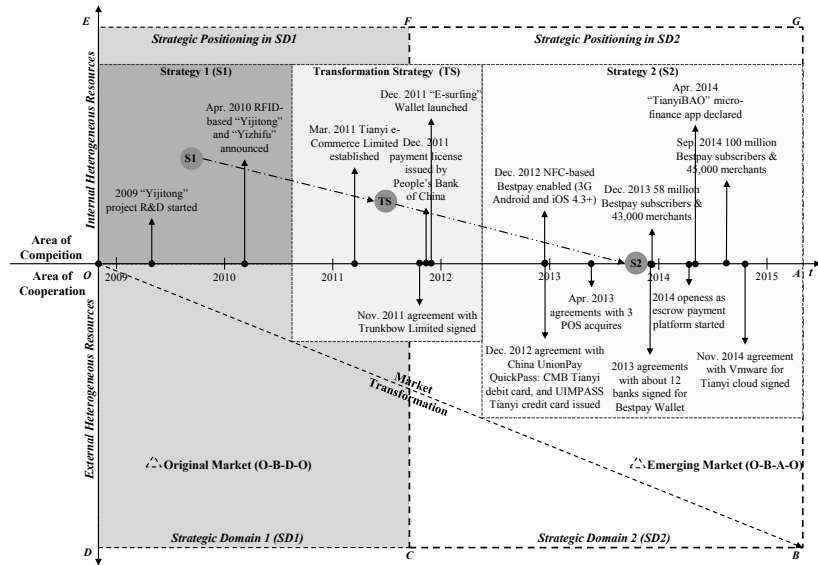 E
F
G
Strategic Positioning in SD1
Strategic Positioning in SD2
Strategy 1 (S1)
Transformation Strategy (TS)
Strategy 2 (S2)
Internal Heterogeneous Resources
Apr. 2010 RFID-
based “Yijitong”
and “Yizhifu”
announced
Dec. 2011 “E-surfing”
Wallet launched
Mar. 2011 Tianyi e-
Commerce Limited
established
Dec. 2011
payment license
issued by
People’s Bank
of China
Apr. 2014
“TianyiBAO” micro-
finance app declared
Sep. 2014 100 million
Bestpay subscribers &
45,000 merchants
Dec. 2012 NFC-based
Bestpay enabled (3G
Android and iOS 4.3+)
Dec. 2013 58 million
Bestpay subscribers &
43,000 merchants
2009 “Yijitong”
project R&D started
S1
TS
S2
Area of
Compeition
O
2009
2010
2011
2012
2013
2014
2015
A
t
Area of
Cooperation
External Heterogeneous Resources
Nov. 2011 agreement with
Trunkbow Limited signed
Apr. 2013
agreements with 3
POS acquires
2014 openess as
escrow payment
platform started
Dec. 2012 agreement with
China UnionPay
QuickPass: CMB Tianyi
debit card, and UIMPASS
Tianyi credit card issued
2013 agreements
with about 12
banks signed for
Bestpay Wallet
Nov. 2014 agreement
with Vmware for
Tianyi cloud signed
Market
Transformation
Original Market (O-B-D-O)
Emerging Market (O-B-A-O)
Strategic Domain 1 (SD1)
Strategic Domain 2 (SD2)
D
C
B